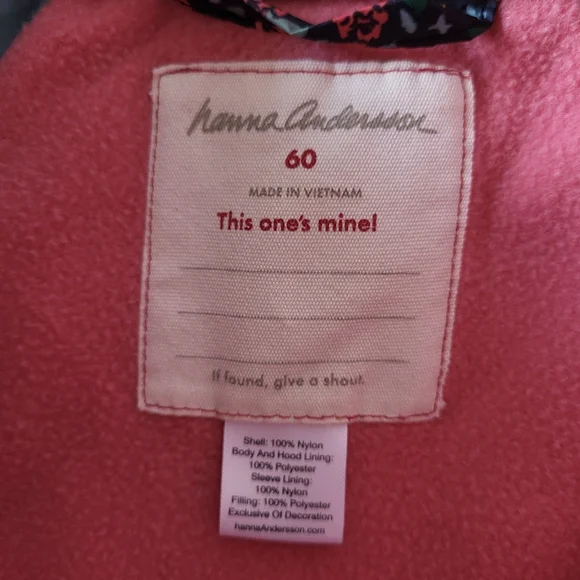 hanna Andersson
60
MADE IN VIETNAM
This one's mine!
If found, give a shout.
Shell: 100% Nylon
Body And Hood Lining:
100% Polyester
Sleeve Lining:
100% Nylon
Filling: 100% Polyester
Exclusive Of Decoration
hannaAndersson.com